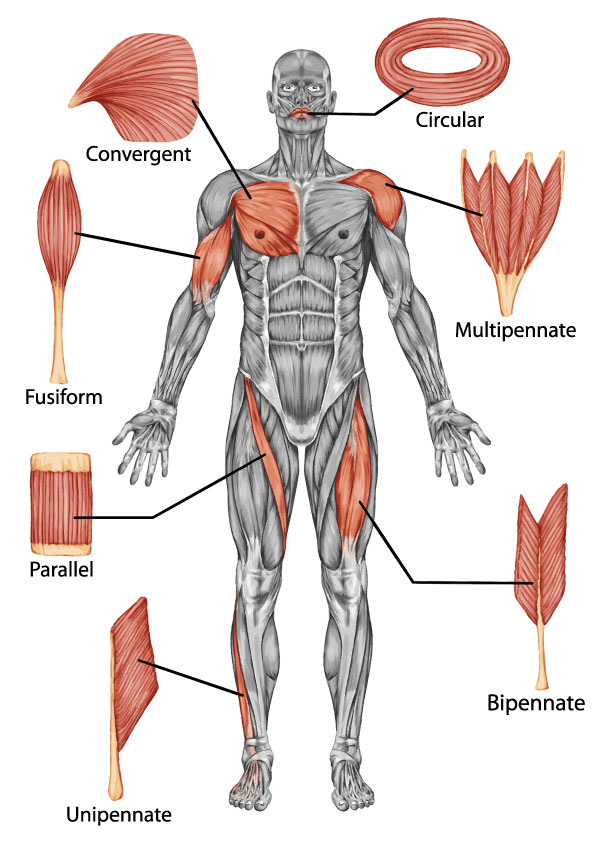 Circular
Convergent
Multipennate
Fusiform
Parallel
Bipennate
Unipennate